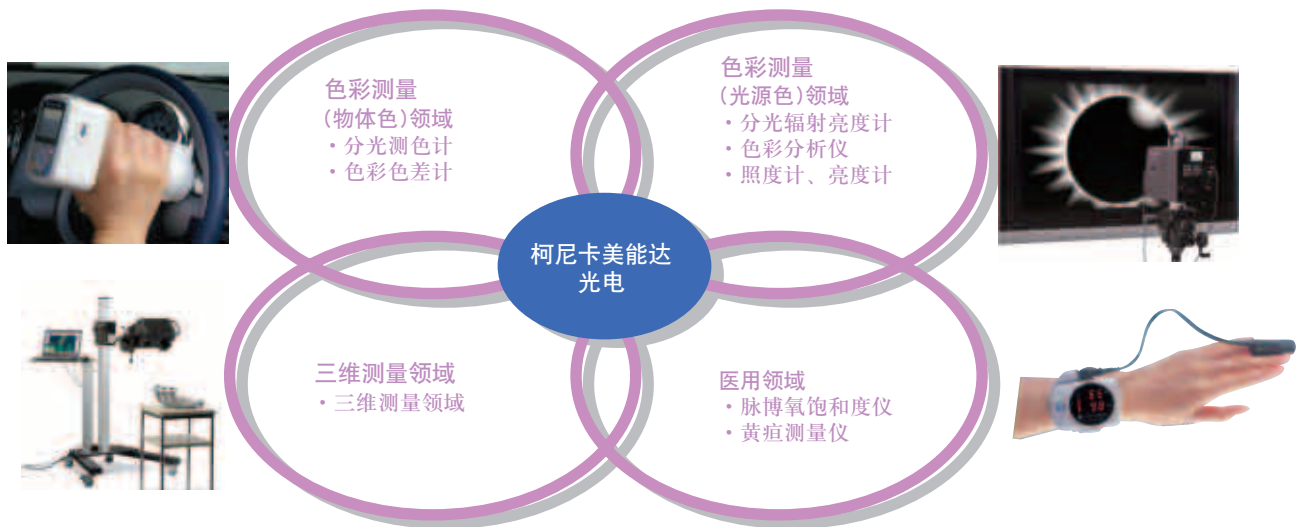 色彩测量
(物体色)领域
・分光测色计
・色彩色差计
色彩测量
(光源色)领域
・分光辐射亮度计
・色彩分析仪
・照度计、亮度计
柯尼卡美能达
光电
三维测量领域
・三维测量领域
医用领域
・脉博氧饱和度仪
・黄疸测量仪